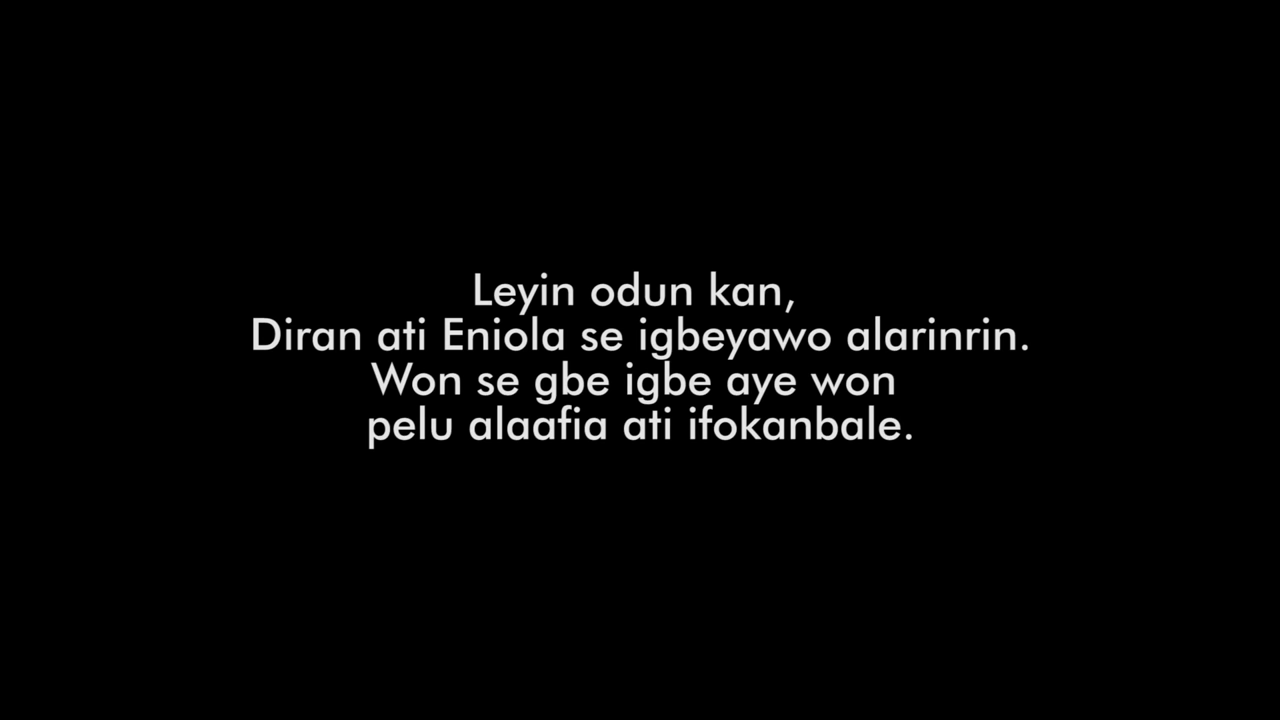 Leyin odun kan,
Diran ati Eniola se igbeyawo alarinrin.
Won se gbe igbe aye won
pelu alaafia ati ifokanbale.